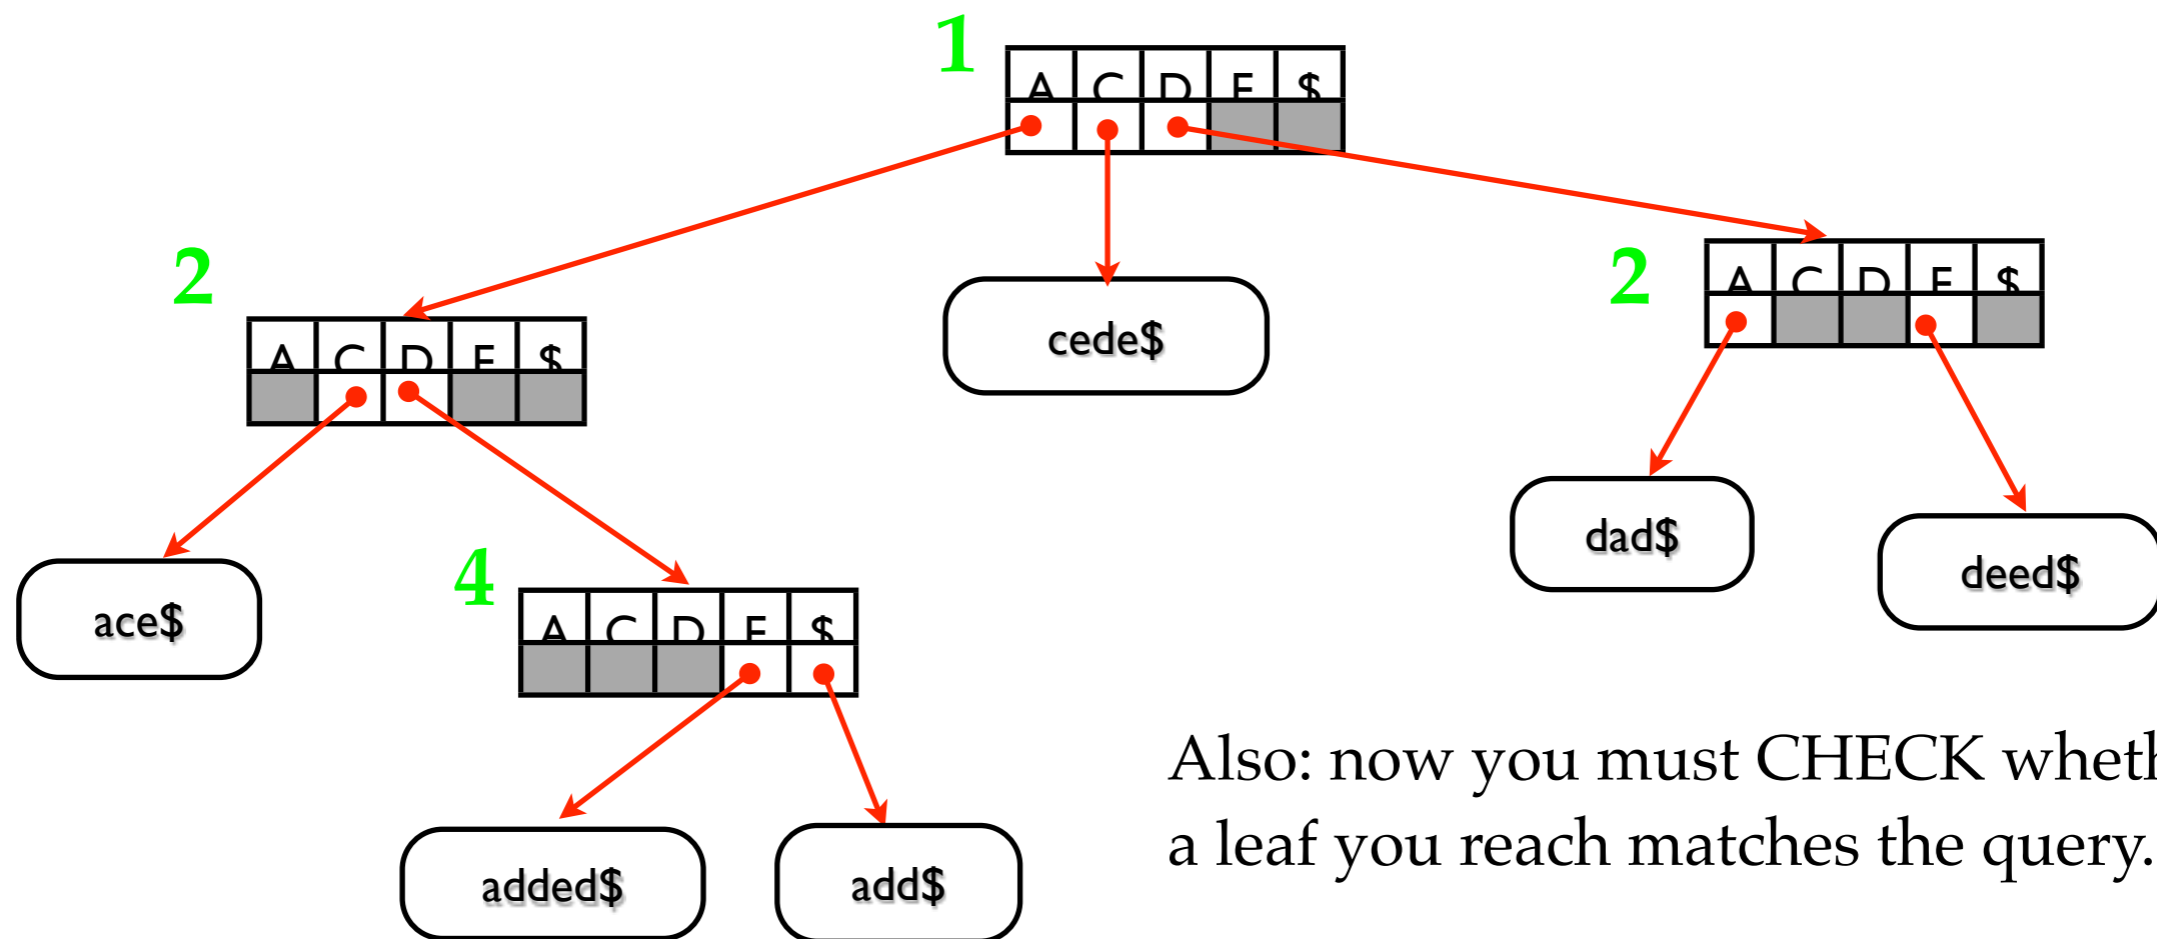 1
A C D E $
2
2
A C D E $
A C D E $
cede$
dad$
deed$
4
ace$
A C D E $
Also: now you must CHECK
a leaf you reach matches the query.
added$
add$